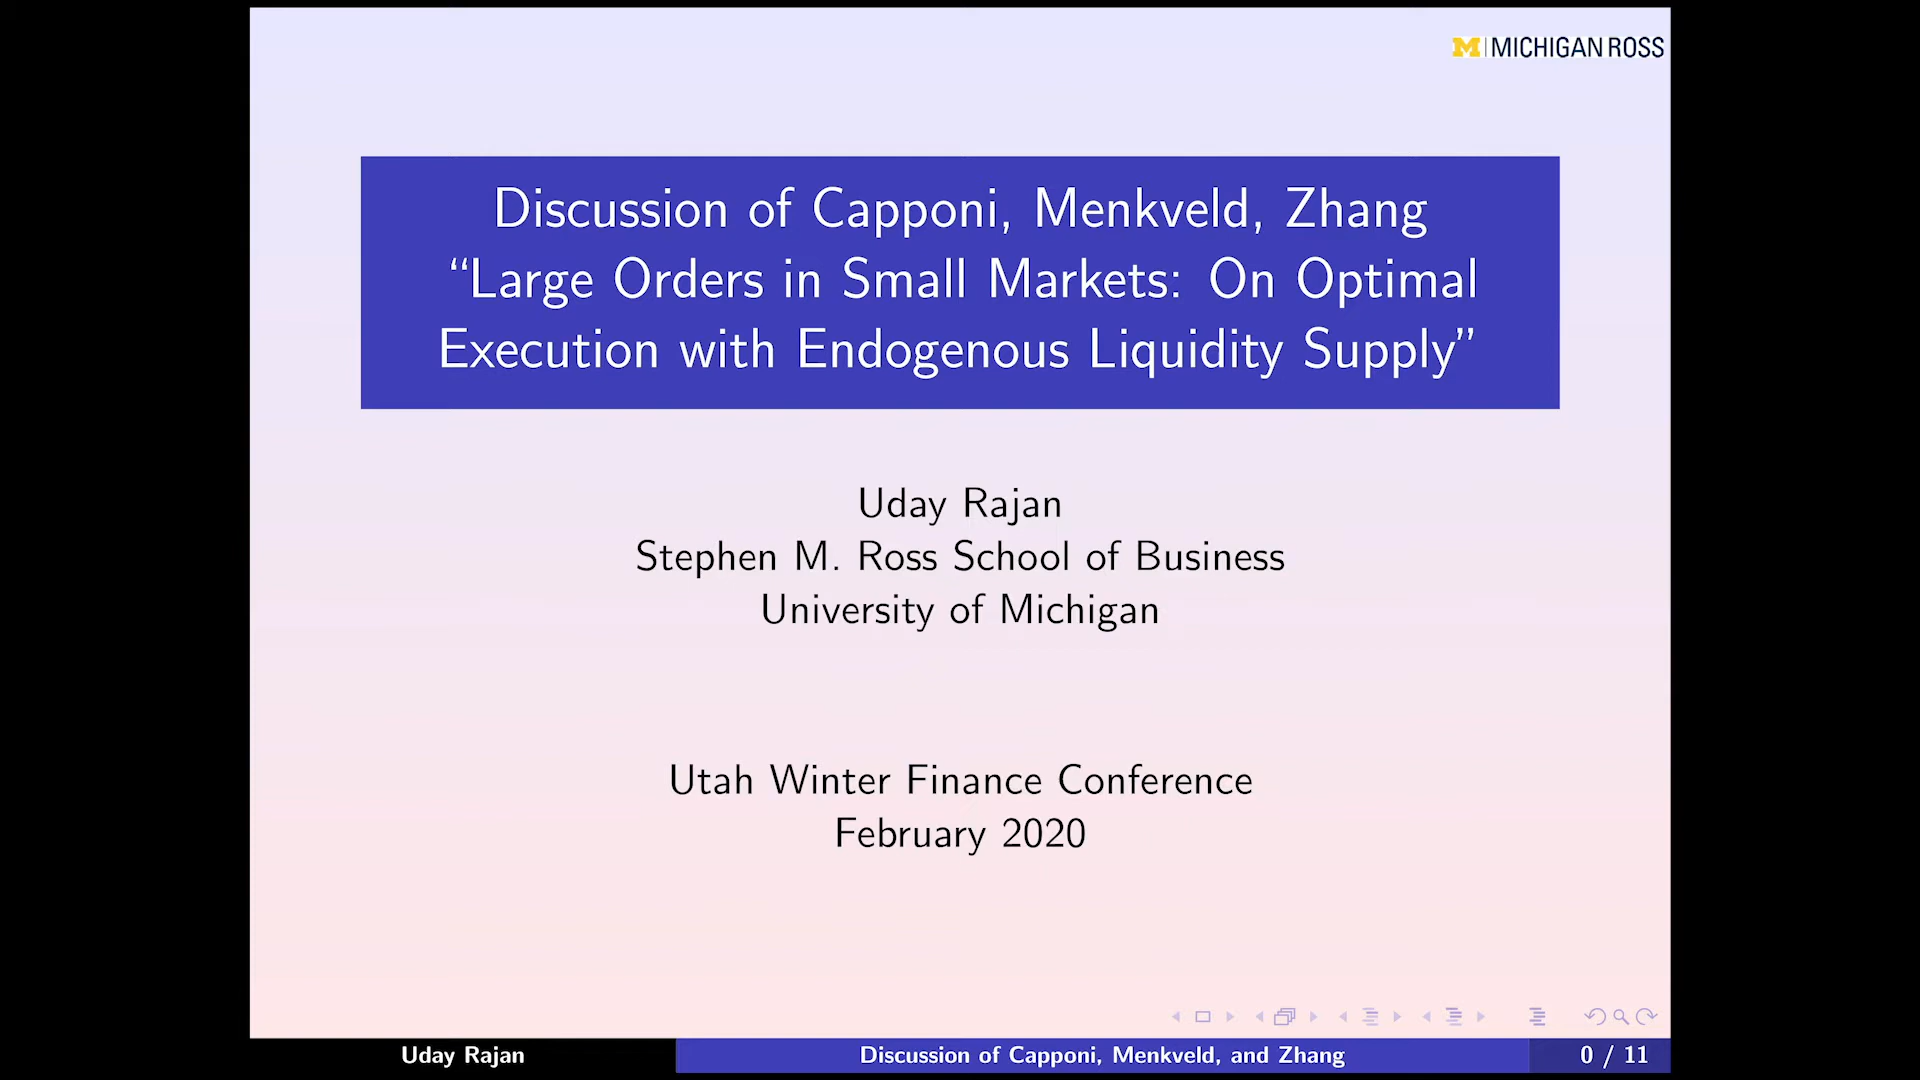 M | MICHIGAN ROSS
Discussion of Capponi, Menkveld, Zhang
“Large Orders in Small Markets: On Optimal
Execution with Endogenous Liquidity Supply”
Uday Rajan
Stephen M. Ross School of Business
University of Michigan
Utah Winter Finance Conference
February 2020
Uday Rajan
Discussion of Capponi, Menkveld, and Zhang
0 / 11